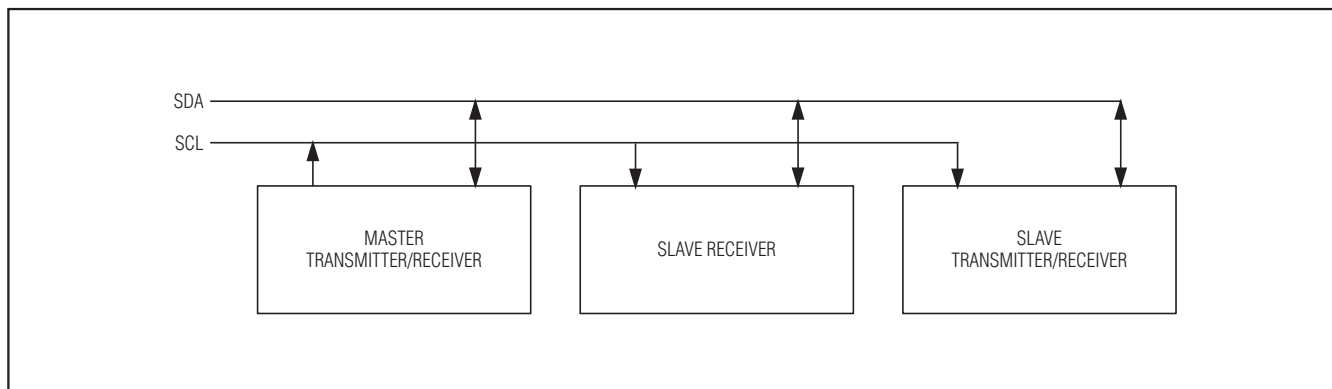 SDA
SCL
MASTER
TRANSMITTER/RECEIVER
SLAVE RECEIVER
SLAVE
TRANSMITTER/RECEIVER